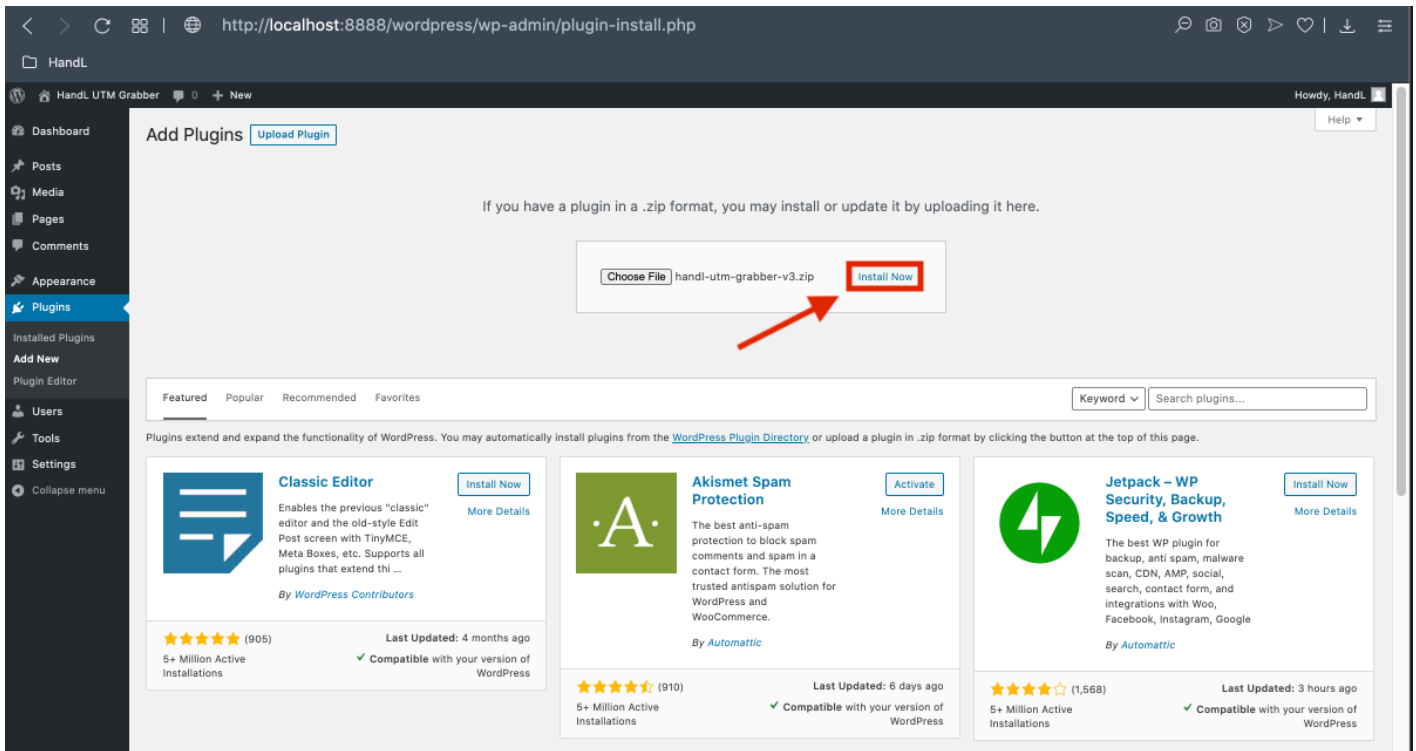 http://localhost:8888/wordpress/wp-admin/plugin-install.php
HandL
HandL UTM Grabber 0 + New
Howdy, HandL
Help ▼
Dashboard
Posts
Media
Pages
Comments
Appearance
Plugins
Installed Plugins
Add New
Plugin Editor
Users
Tools
Settings
Collapse menu
Add Plugins Upload Plugin
If you have a plugin in a .zip format, you may install or update it by uploading it here.
Choose File handl-utm-grabber-v3.zip Install Now
Featured Popular Recommended Favorites
Keyword Search plugins...
Plugins extend and expand the functionality of WordPress. You may automatically install plugins from the WordPress Plugin Directory or upload a plugin in .zip format by clicking the button at the top of this page.
Classic Editor
Install Now
More Details
Enables the previous "classic"
editor and the old-style Edit
Post screen with TinyMCE,
Meta Boxes, etc. Supports all
plugins that extend thi ...
By WordPress Contributors
(905)
5+ Million Active
Installations
Last Updated: 4 months ago
✓ Compatible with your version of
WordPress
·A·
Akismet Spam
Protection
Activate
More Details
The best anti-spam
protection to block spam
comments and spam in a
contact form. The most
trusted antispam solution for
WordPress and
WooCommerce.
By Automattic
(910)
5+ Million Active
Installations
Last Updated: 6 days ago
✓ Compatible with your version of
WordPress
Jetpack – WP
Security, Backup,
Speed, & Growth
Install Now
More Details
The best WP plugin for
backup, anti spam, malware
scan, CDN, AMP, social,
search, contact form, and
integrations with Woo,
Facebook, Instagram, Google
By Automattic
(1,568)
5+ Million Active
Installations
Last Updated: 3 hours ago
✓ Compatible with your version of
WordPress